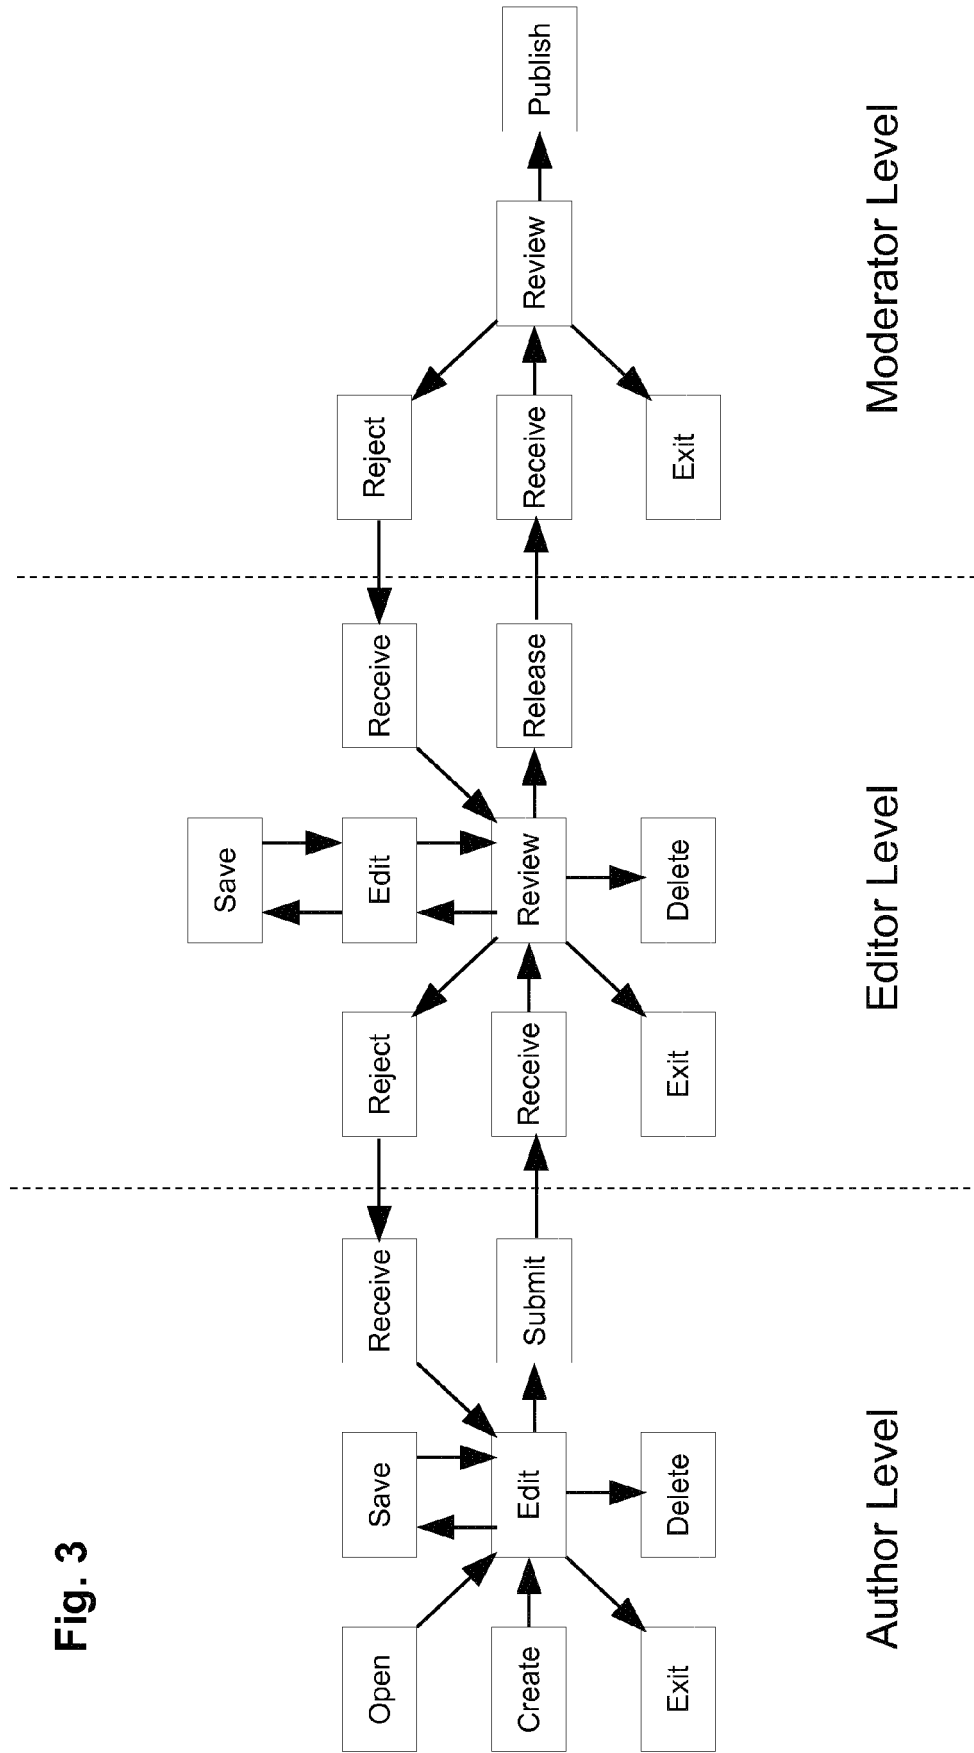 Fig. 3
Save
Open
Save
Receive
Reject
Edit
Receive
Reject
Create
Edit
Submit
Receive
Review
Release
Receive
Review
Publish
Exit
Delete
Exit
Delete
Exit
Author Level
Editor Level
Moderator Level